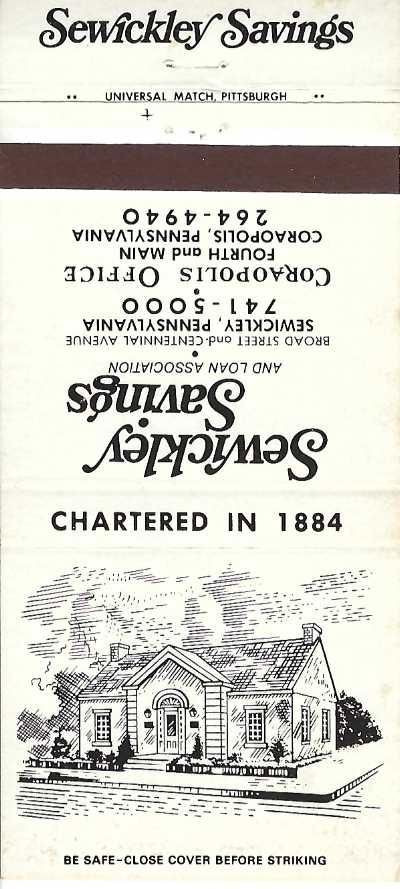 Sewickley Savings
•• UNIVERSAL MATCH, PITTSBURGH ••
Sewickley
Savings
AND LOAN ASSOCIATION
•
BROAD STREET and CENTENNIAL AVENUE
SEWICKLEY, PENNSYLVANIA
741-5000
•
CORAOPOLIS OFFICE
FOURTH and MAIN
CORAOPOLIS, PENNSYLVANIA
264-4940
CHARTERED IN 1884
BE SAFE-CLOSE COVER BEFORE STRIKING